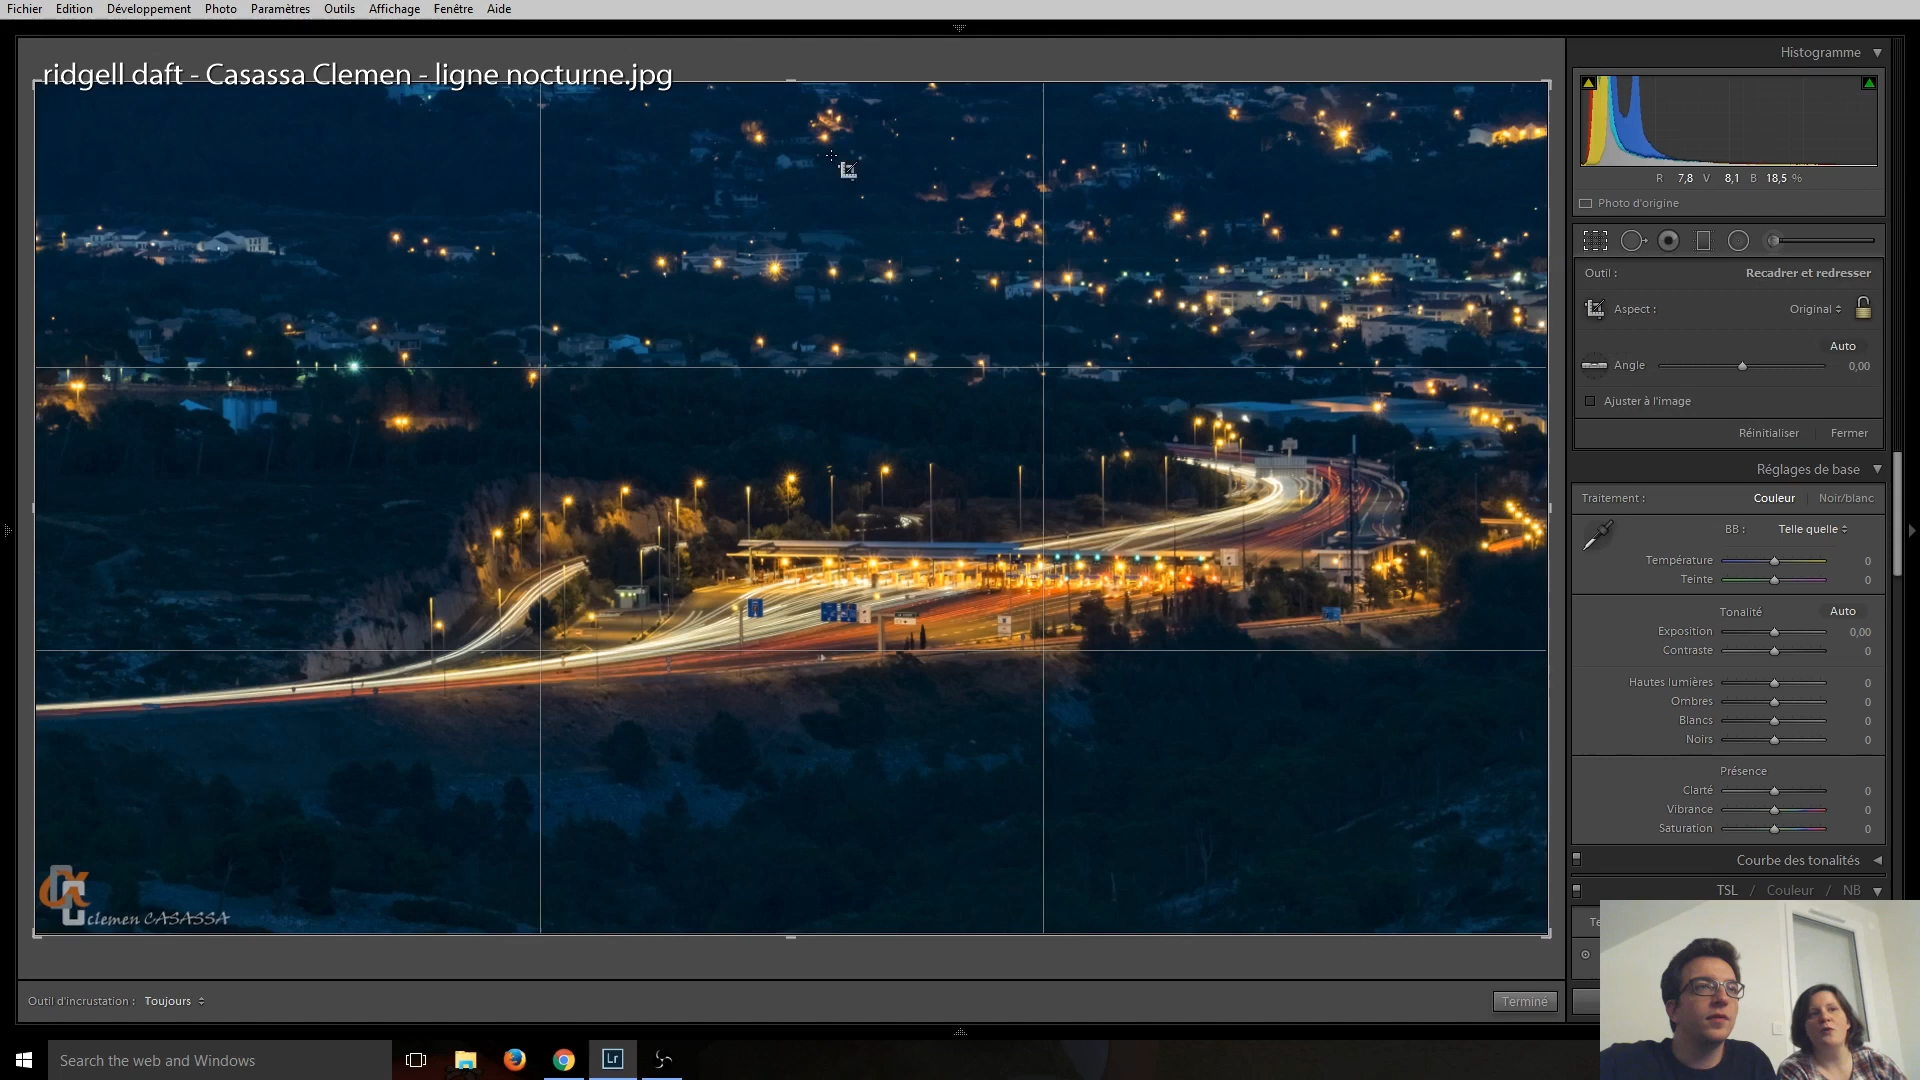 Fichier Edition Développement Photo Paramètres Outils Affichage Fenêtre Aide
ridgell daft - Casassa Clemen - ligne nocturne.jpg
Histogramme
R 7,8 V 8,1 B 18,5 %
Photo d'origine
Outil : Recadrer et redresser
Aspect : Original
Auto
Angle 0,00
Ajuster à l'image
Réinitialiser Fermer
Réglages de base
Traitement : Couleur Noir/blanc
BB : Telle quelle
Température 0
Teinte 0
Tonalité Auto
Exposition 0,00
Contraste 0
Hautes lumières 0
Ombres 0
Blancs 0
Noirs 0
Présence
Clarté 0
Vibrance 0
Saturation 0
Courbe des tonalités
TSL / Couleur / NB
clemen CASASSA
Outil d'incrustation : Toujours
Terminé
Search the web and Windows
Lr